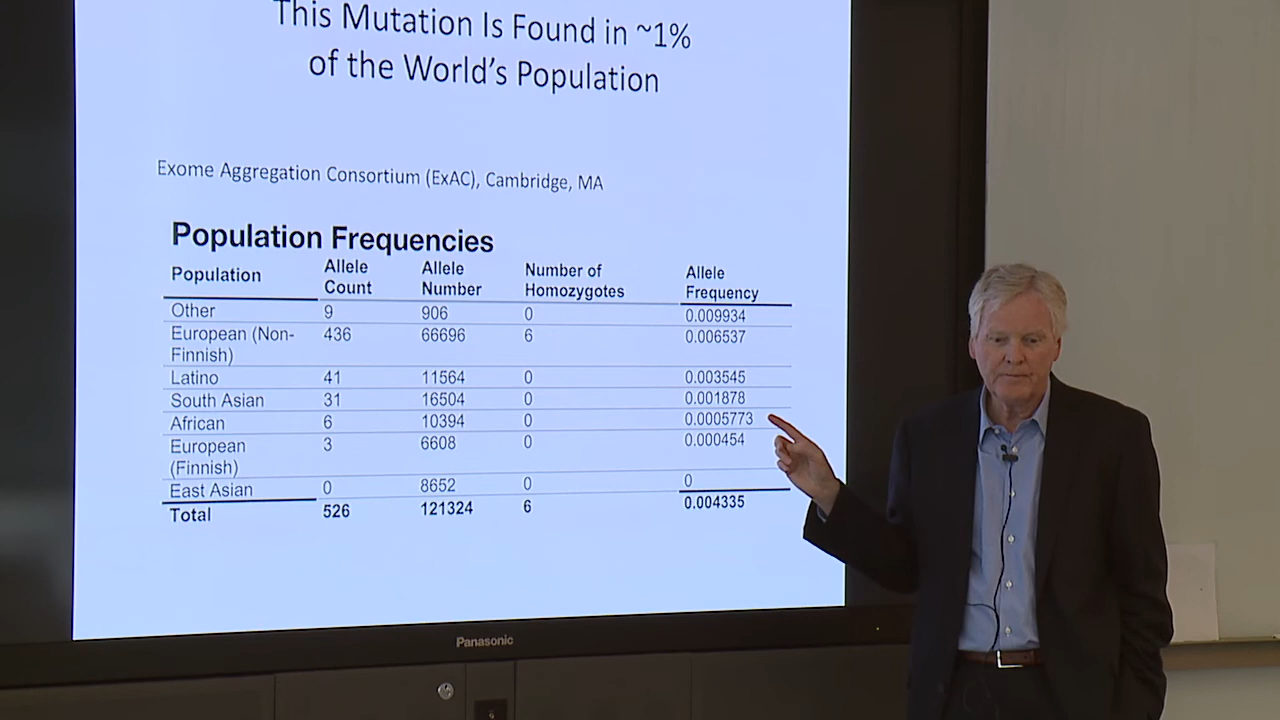 This Mutation Is Found in ~1%
of the World's Population
Exome Aggregation Consortium (ExAC), Cambridge, MA
Population Frequencies
Population Allele Count Allele Number Number of Homozygotes Allele Frequency
Other 9 906 0 0.009934
European (Non-Finnish) 436 66696 6 0.006537
Latino 41 11564 0 0.003545
South Asian 31 16504 0 0.001878
African 6 10394 0 0.0005773
European (Finnish) 3 6608 0 0.000454
East Asian 0 8652 0 0
Total 526 121324 6 0.004335
Panasonic